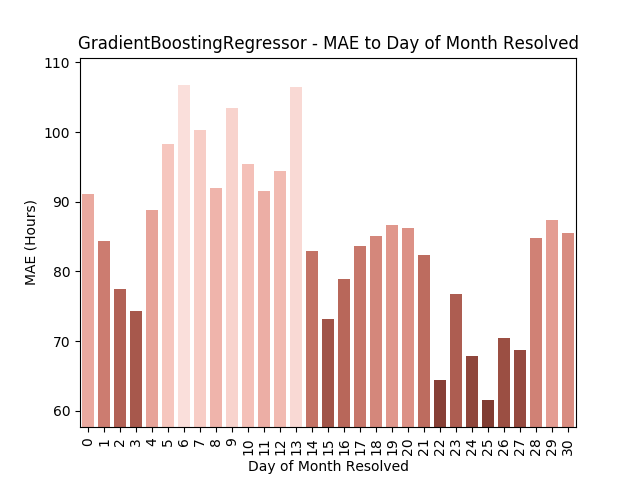 GradientBoostingRegressor - MAE to Day of Month Resolved
110
100
90
80
70
60
MAE (Hours)
0 1 2 3 4 5 6 7 8 9 10 11 12 13 14 15 16 17 18 19 20 21 22 23 24 25 26 27 28 29 30
Day of Month Resolved